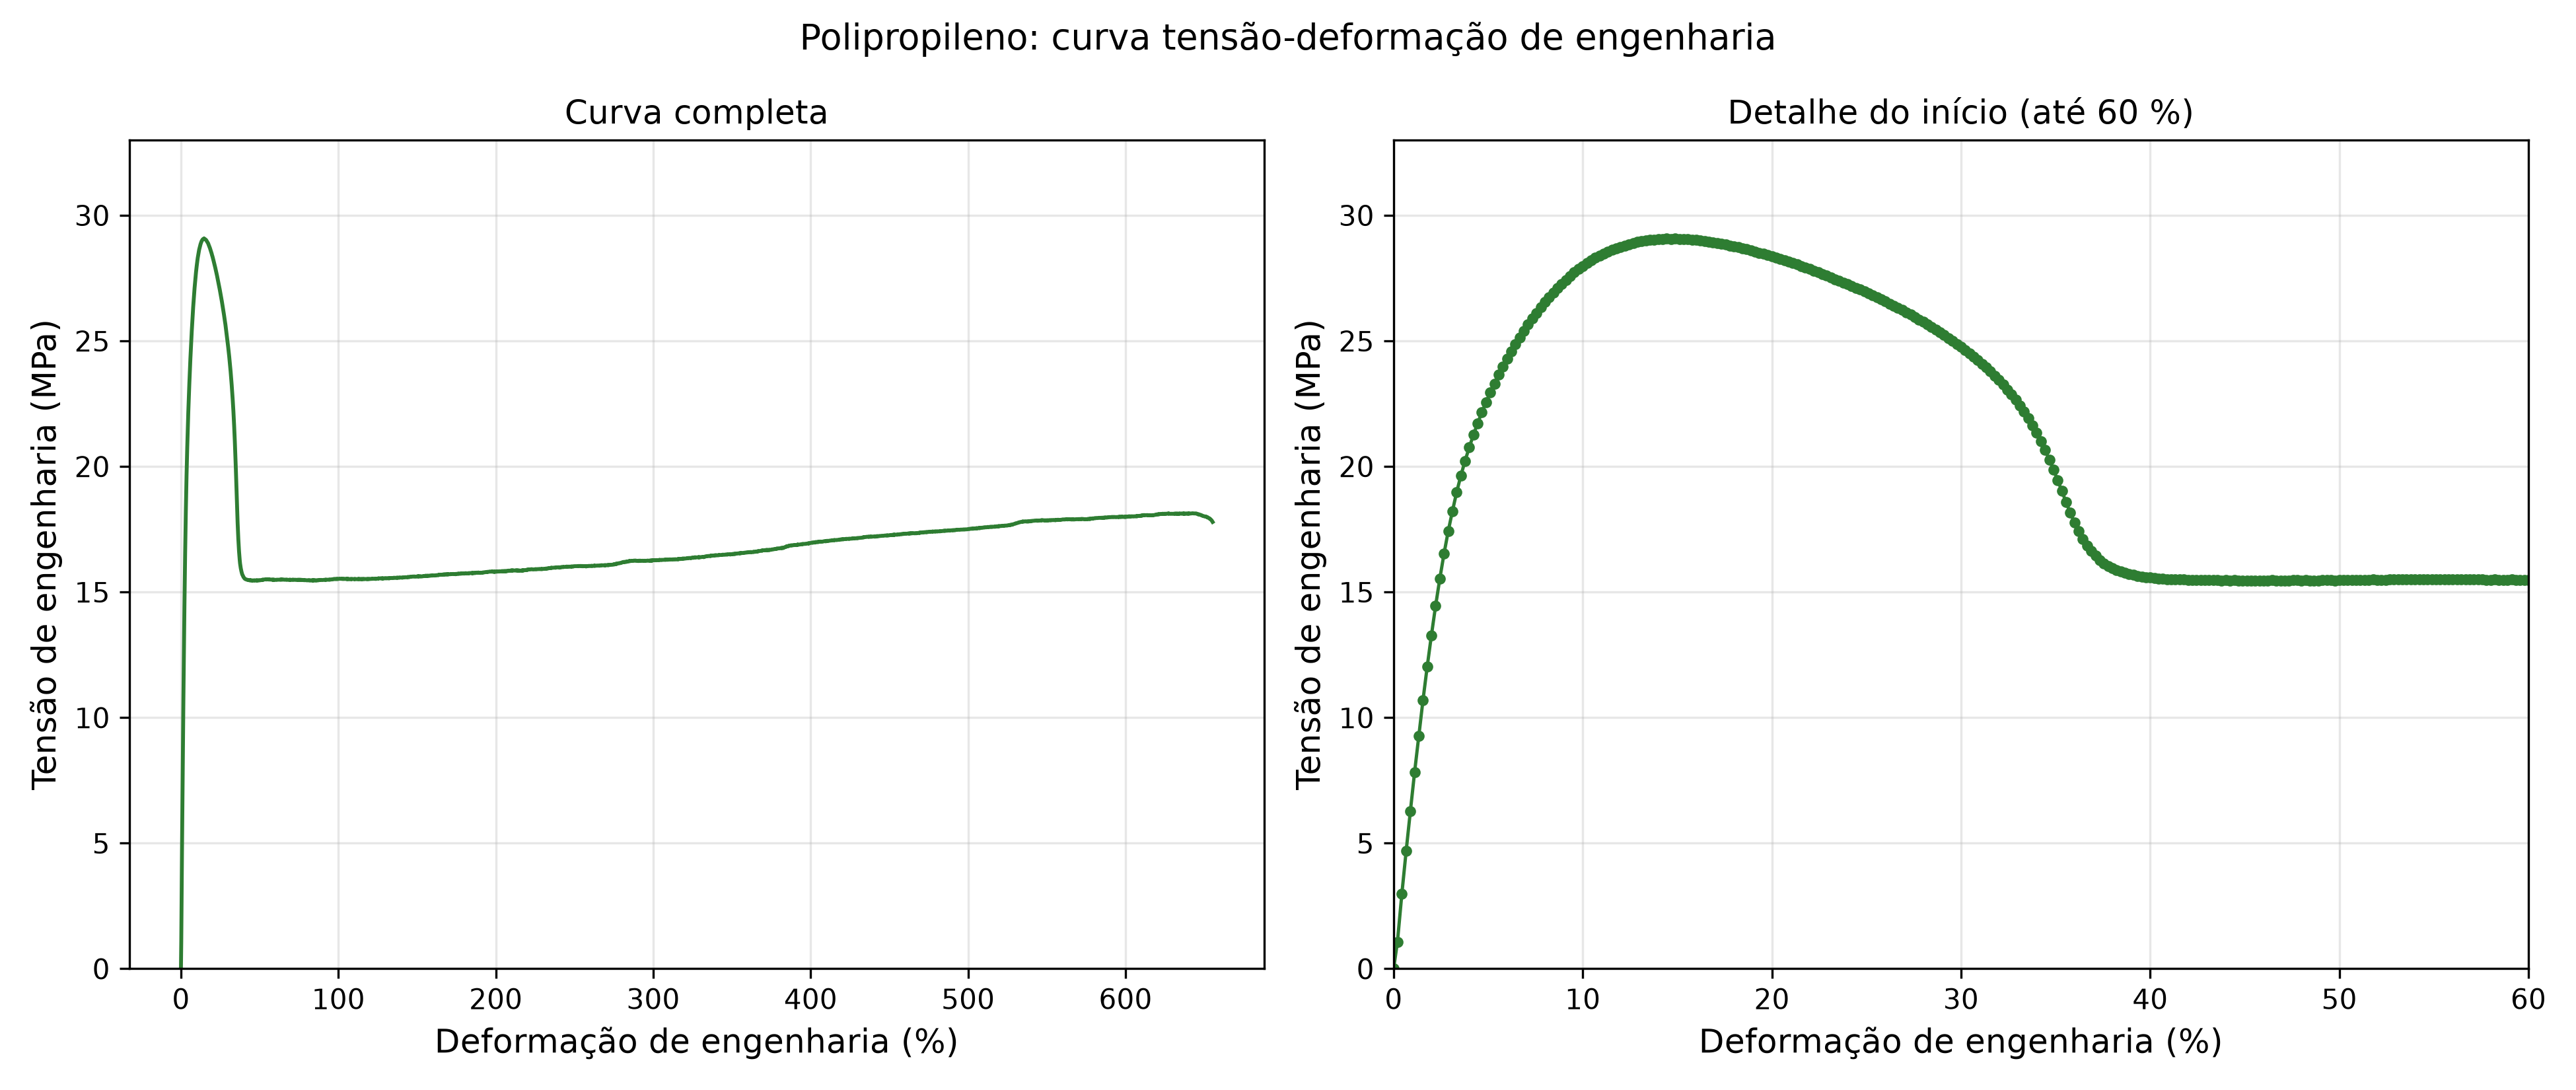 Polipropileno: curva tensão-deformação de engenharia
Curva completa
Tensão de engenharia (MPa)
30
25
20
15
10
5
0
0 100 200 300 400 500 600
Deformação de engenharia (%)
Detalhe do início (até 60 %)
Tensão de engenharia (MPa)
30
25
20
15
10
5
0
0 10 20 30 40 50 60
Deformação de engenharia (%)